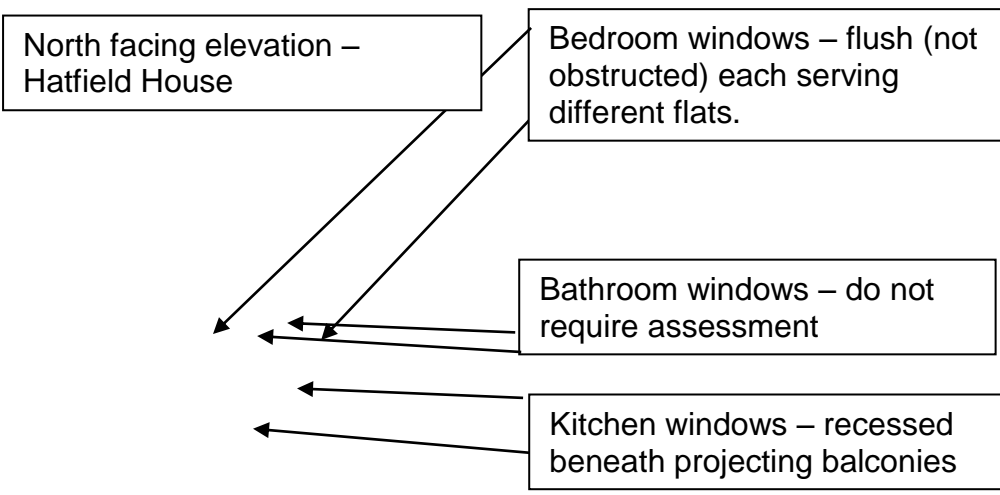 North facing elevation –
Hatfield House
Bedroom windows – flush (not
obstructed) each serving
different flats.
Bathroom windows – do not
require assessment
Kitchen windows – recessed
beneath projecting balconies